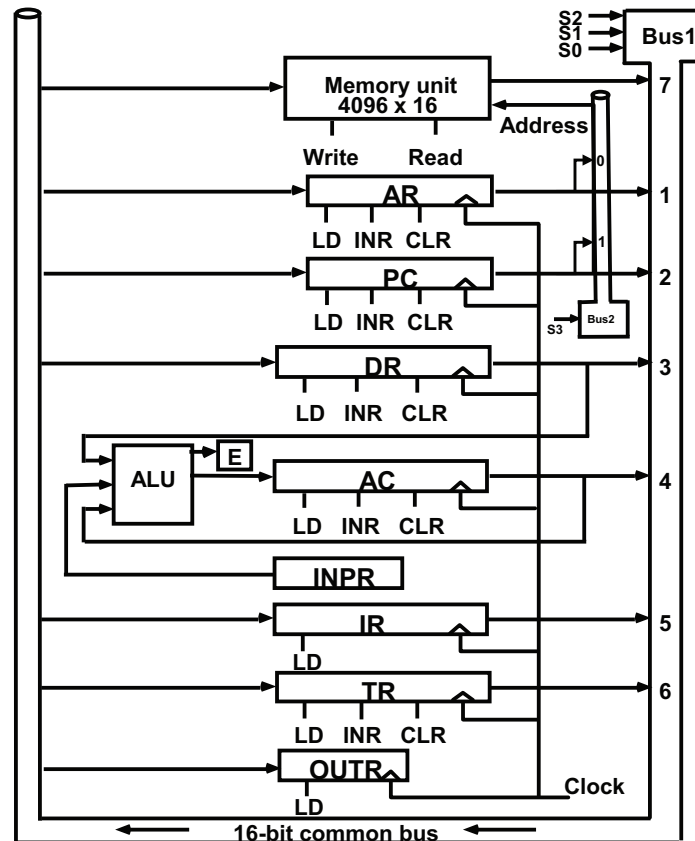 S2
S1
S0
Bus1
Memory unit
4096 x 16
7
Address
Write Read
0
AR
1
LD INR CLR
1
PC
2
LD INR CLR
S3
Bus2
DR
3
LD INR CLR
E
ALU
AC
4
LD INR CLR
INPR
IR
5
LD
TR
6
LD INR CLR
OUTR
Clock
LD
16-bit common bus